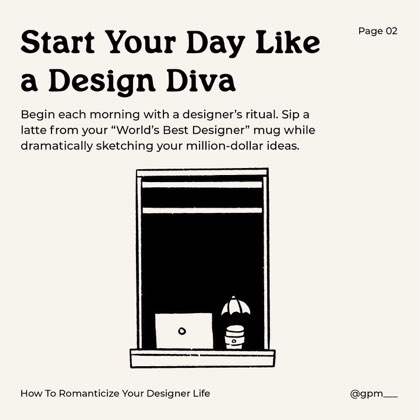 Start Your Day Like
Page 02
a Design Diva
Begin each morning with a designer’s ritual. Sip a
latte from your “World’s Best Designer” mug while
dramatically sketching your million-dollar ideas.
How To Romanticize Your Designer Life
@gpm___